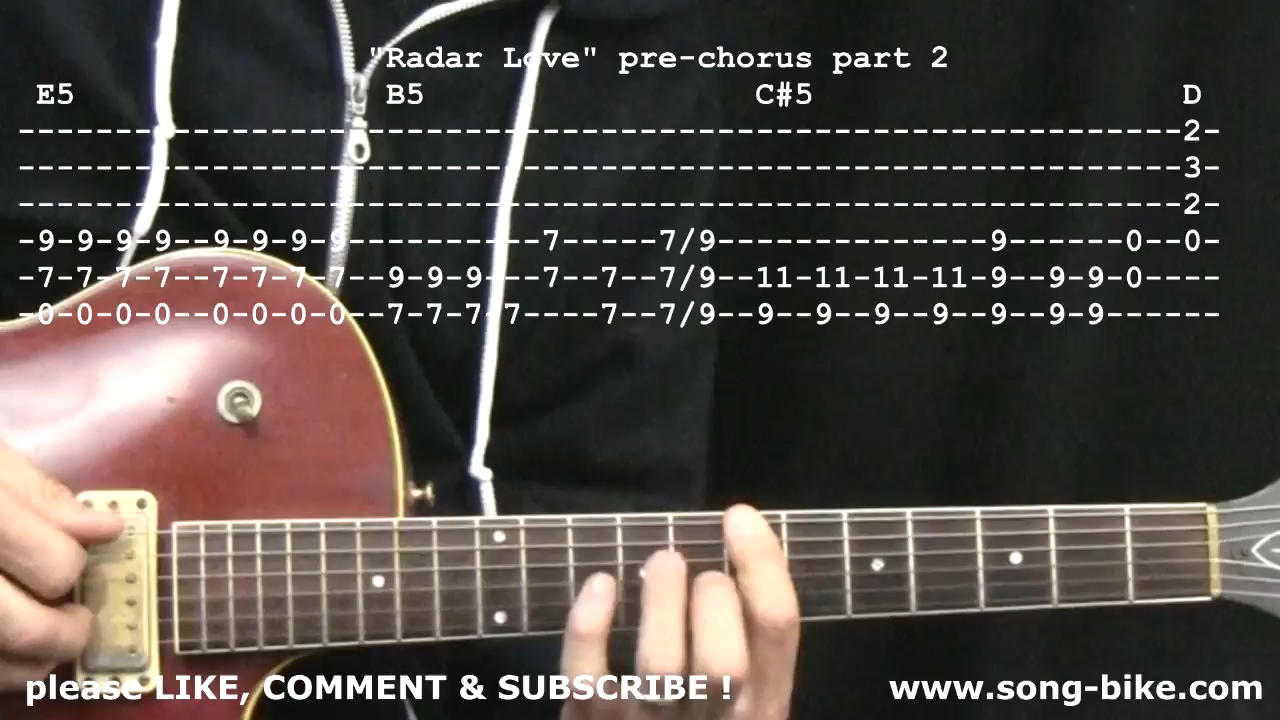 "Radar Love" pre-chorus part 2
E5 B5 C#5 D
------------------------------------------------------------2-
------------------------------------------------------------3-
------------------------------------------------------------2-
-9-9-9-9--9-9-9-9----------7-----7/9--------------9------0--0-
-7-7-7-7--7-7-7-7--9-9-9---7--7--7/9--11-11-11-11-9--9-9-0----
-0-0-0-0--0-0-0-0--7-7-7-7----7--7/9--9--9--9--9--9--9-9------
please LIKE, COMMENT & SUBSCRIBE !
www.song-bike.com